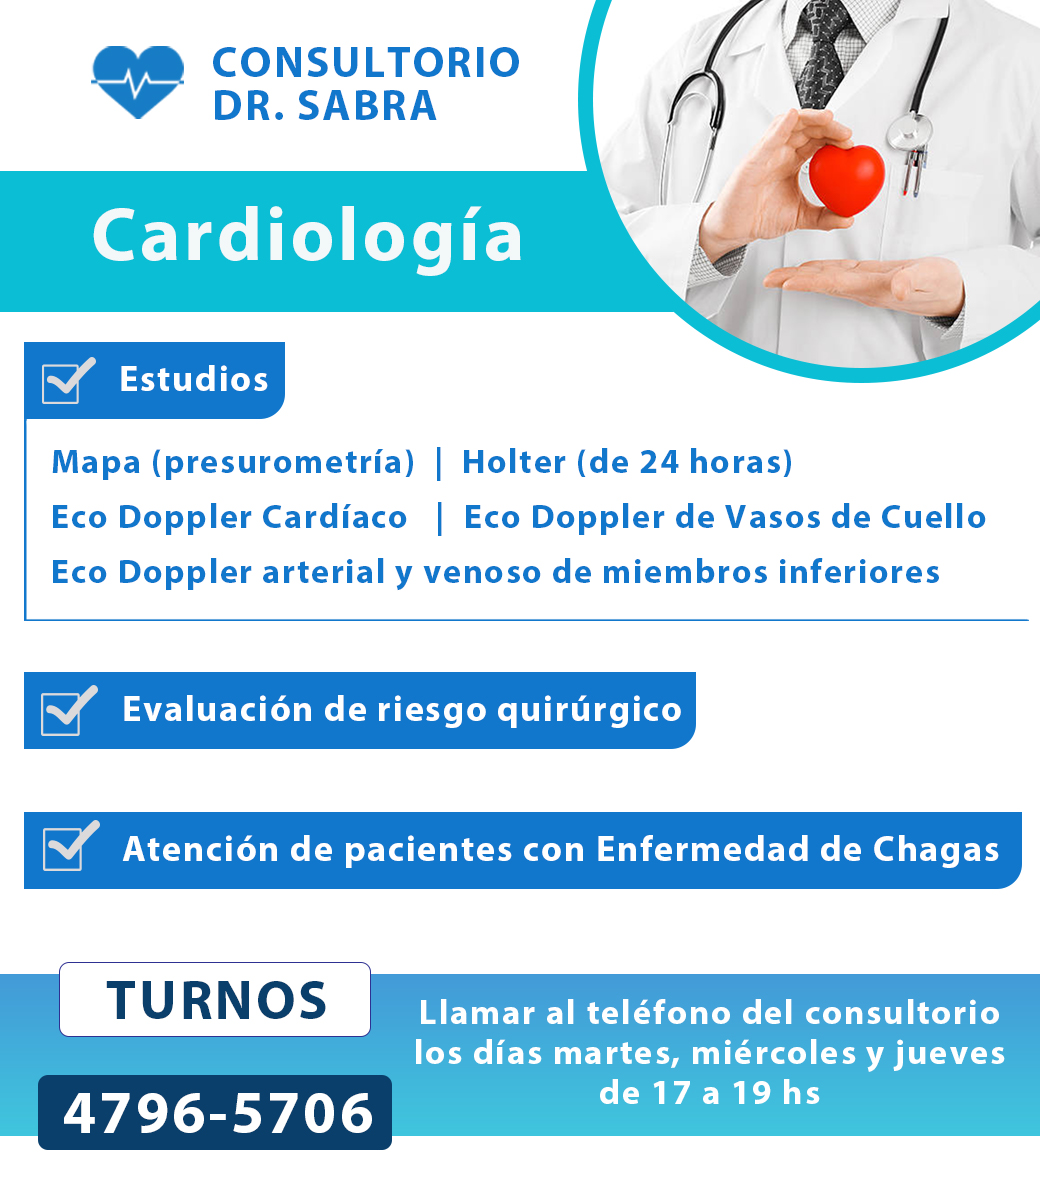 CONSULTORIO
DR. SABRA
Cardiología
Estudios
Mapa (presurometría) | Holter (de 24 horas)
Eco Doppler Cardíaco | Eco Doppler de Vasos de Cuello
Eco Doppler arterial y venoso de miembros inferiores
Evaluación de riesgo quirúrgico
Atención de pacientes con Enfermedad de Chagas
TURNOS
4796-5706
Llamar al teléfono del consultorio
los días martes, miércoles y jueves
de 17 a 19 hs